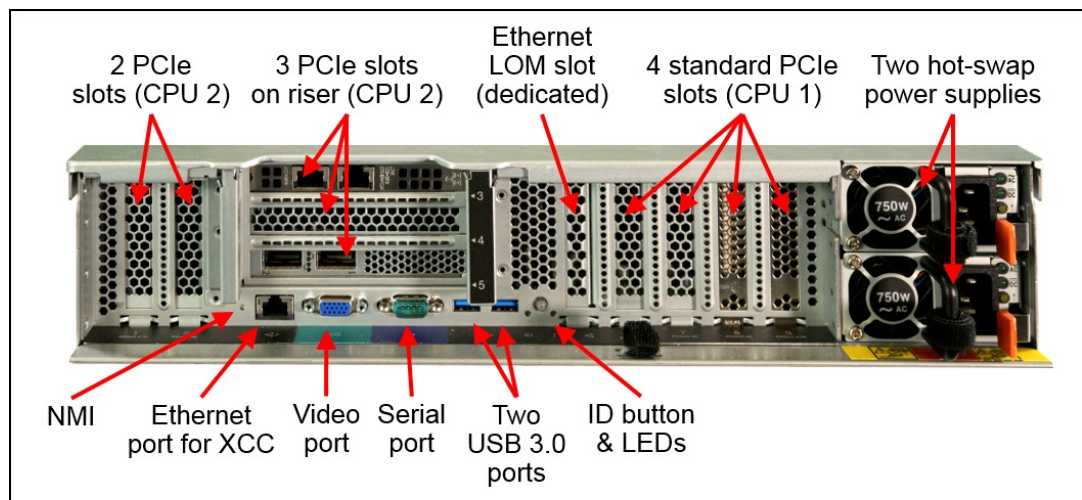 2 PCIe
slots (CPU 2)
3 PCIe slots
on riser (CPU 2)
Ethernet
LOM slot
(dedicated)
4 standard PCIe
slots (CPU 1)
Two hot-swap
power supplies
3
4
5
750W
AC
750W
AC
NMI
Ethernet
port for XCC
Video
port
Serial
port
Two
USB 3.0
ports
ID button
& LEDs